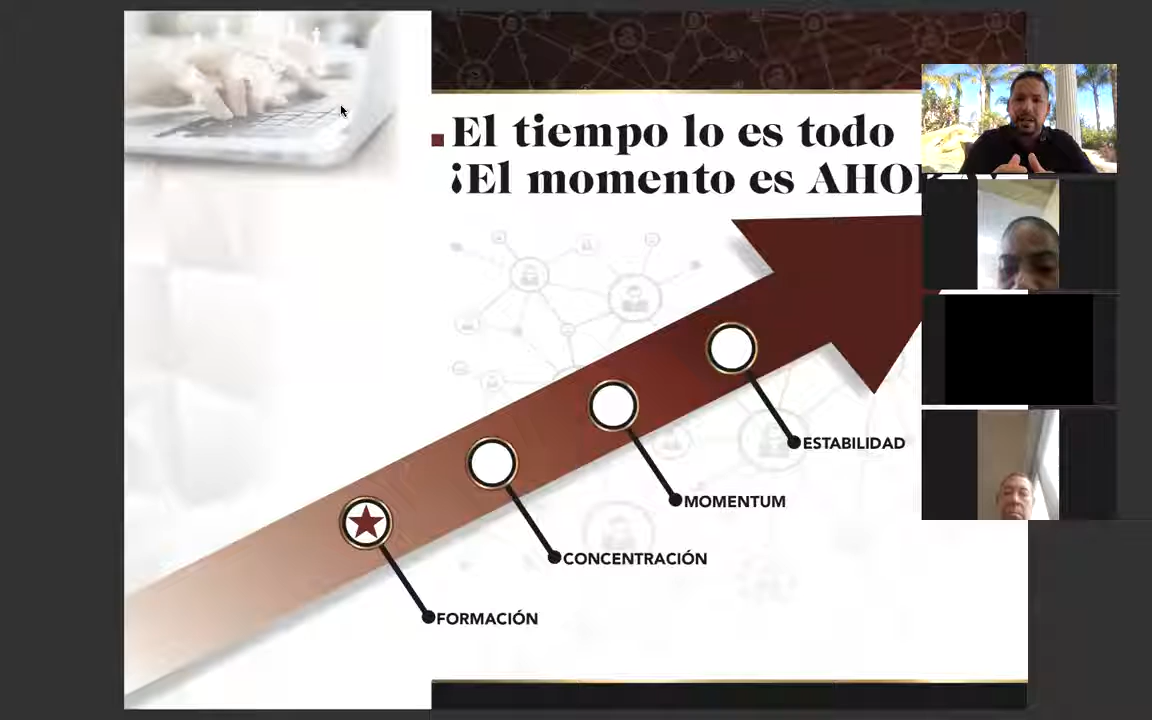 El tiempo lo es todo
¡El momento es
ESTABILIDAD
MOMENTUM
CONCENTRACIÓN
FORMACIÓN